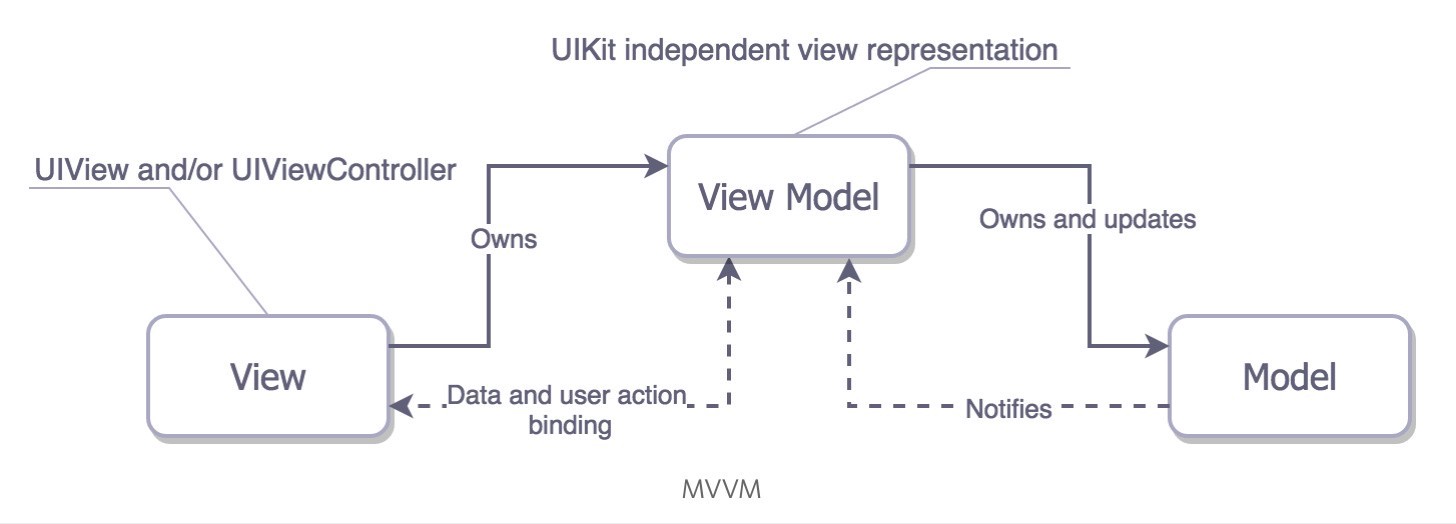 UIKit independent view representation
UIView and/or UIViewController
View Model
Owns
Owns and updates
View
Data and user action
binding
Notifies
Model
MVVM